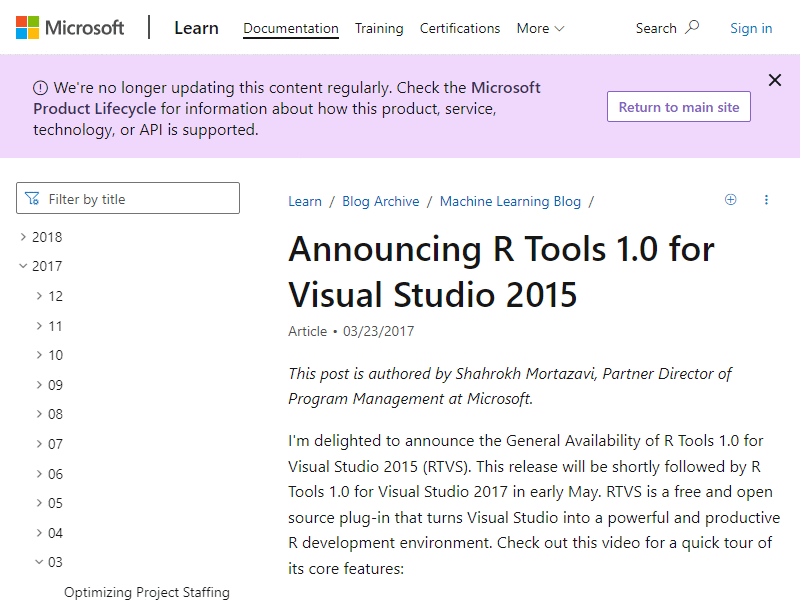 Microsoft Learn Documentation Training Certifications More Search Sign in
We're no longer updating this content regularly. Check the Microsoft
Product Lifecycle for information about how this product, service,
technology, or API is supported.
Return to main site
Filter by title
2018
2017
12
11
10
09
08
07
06
05
04
03
Optimizing Project Staffing
Learn / Blog Archive / Machine Learning Blog /
Announcing R Tools 1.0 for
Visual Studio 2015
Article • 03/23/2017
This post is authored by Shahrokh Mortazavi, Partner Director of
Program Management at Microsoft.
I'm delighted to announce the General Availability of R Tools 1.0 for
Visual Studio 2015 (RTVS). This release will be shortly followed by R
Tools 1.0 for Visual Studio 2017 in early May. RTVS is a free and open
source plug-in that turns Visual Studio into a powerful and productive
R development environment. Check out this video for a quick tour of
its core features: